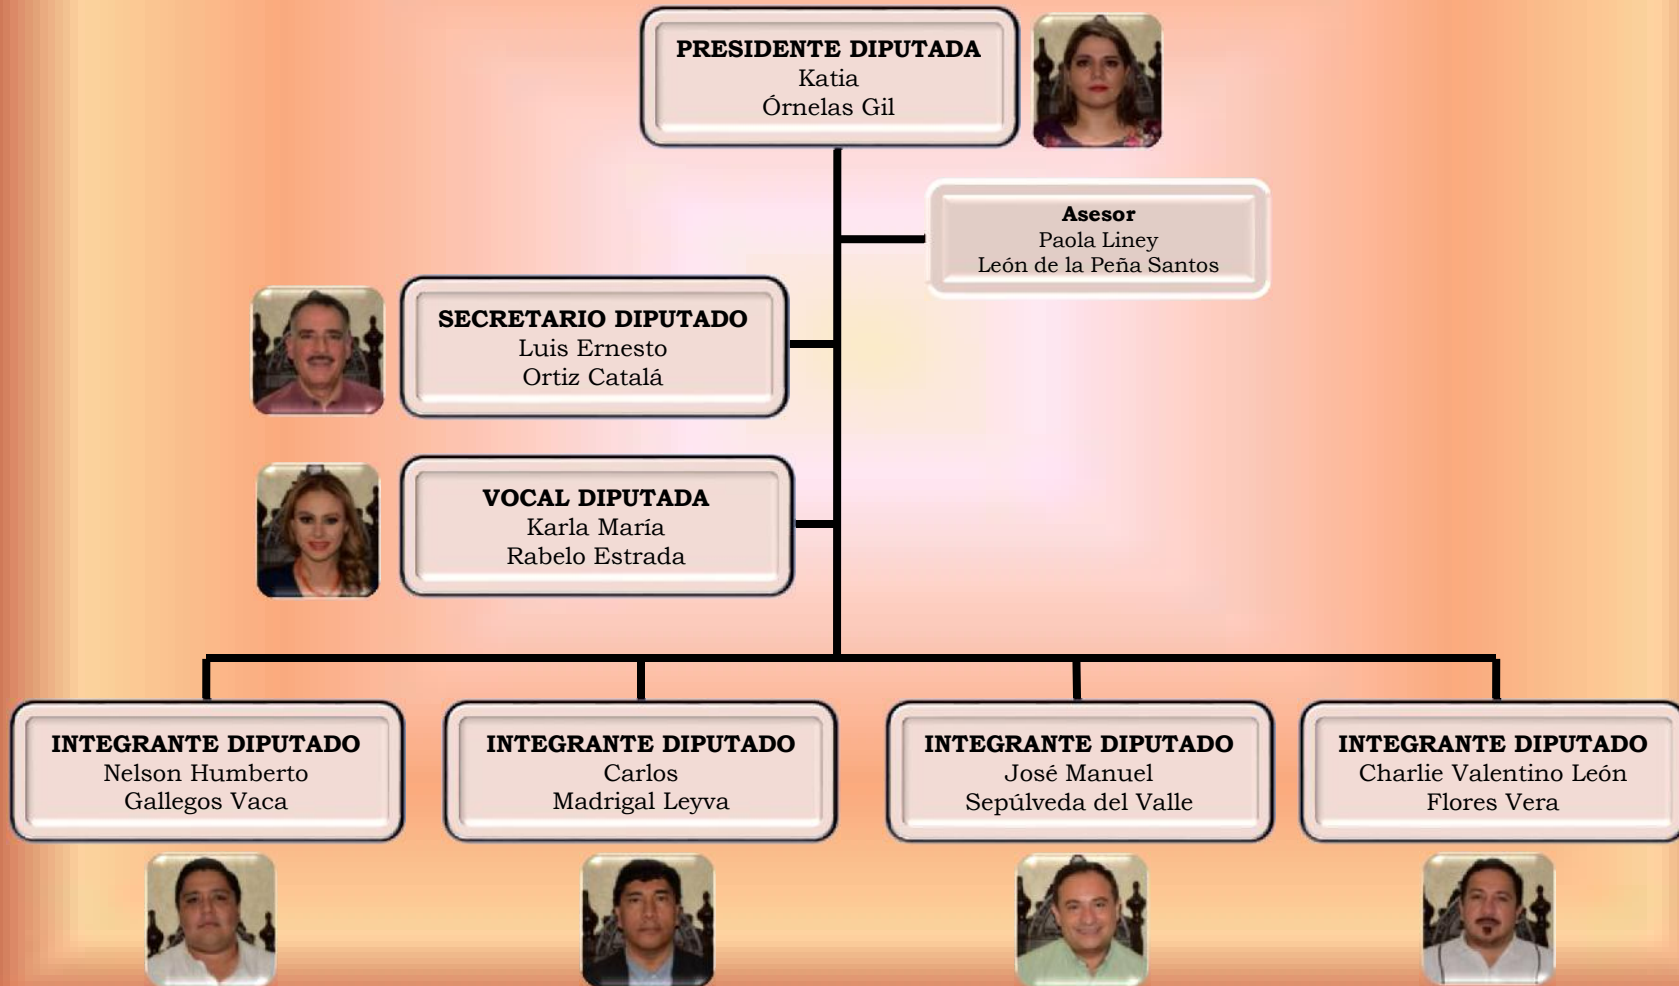 PRESIDENTE DIPUTADA
Katia
Órnelas Gil
Asesor
Paola Liney
León de la Peña Santos
SECRETARIO DIPUTADO
Luis Ernesto
Ortiz Catalá
VOCAL DIPUTADA
Karla María
Rabelo Estrada
INTEGRANTE DIPUTADO
Nelson Humberto
Gallegos Vaca
INTEGRANTE DIPUTADO
Carlos
Madrigal Leyva
INTEGRANTE DIPUTADO
José Manuel
Sepúlveda del Valle
INTEGRANTE DIPUTADO
Charlie Valentino León
Flores Vera